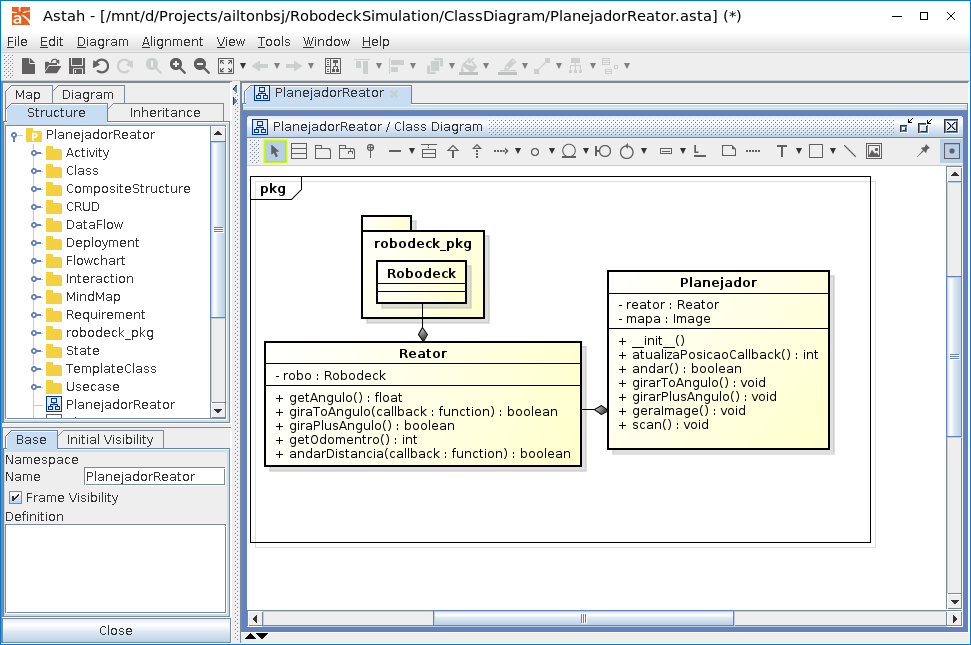 Astah - [/mnt/d/Projects/ailtonbsj/RobodeckSimulation/ClassDiagram/PlanejadorReator.asta] (*)
File Edit Diagram Alignment View Tools Window Help
Map Diagram
Structure Inheritance
PlanejadorReator
Activity
Class
CompositeStructure
CRUD
DataFlow
Deployment
Flowchart
Interaction
MindMap
Requirement
robodeck_pkg
State
TemplateClass
Usecase
PlanejadorReator
Base Initial Visibility
Namespace
Name PlanejadorReator
Frame Visibility
Definition
Close
PlanejadorReator
PlanejadorReator / Class Diagram
T
pkg
robodeck_pkg
Robodeck
Reator
- robo : Robodeck
+ getAngulo() : float
+ giraToAngulo(callback : function) : boolean
+ giraPlusAngulo() : boolean
+ getOdomentro() : int
+ andarDistancia(callback : function) : boolean
Planejador
- reator : Reator
- mapa : Image
+ __init__()
+ atualizaPosicaoCallback() : int
+ andar() : boolean
+ girarToAngulo() : void
+ girarPlusAngulo() : void
+ geraImage() : void
+ scan() : void